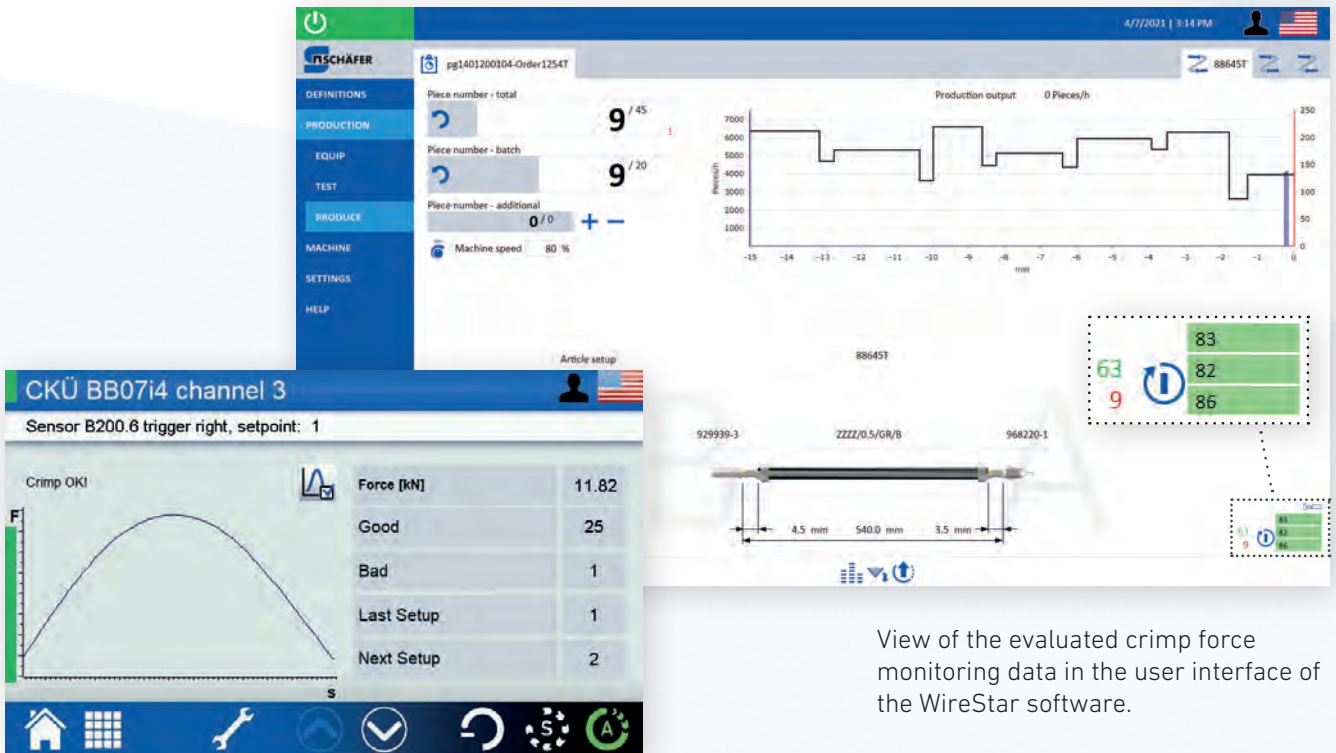 4/7/2021 | 3:14 PM
SCHÄFER
pg1401200104-Order1254T
88645T
DEFINITIONS
PRODUCTION
EQUIP
TEST
PRODUCE
MACHINE
SETTINGS
HELP
Piece number - total
9 / 45
1
Piece number - batch
9 / 20
Piece number - additional
0 / 0
Machine speed 80 %
Production output 0 Pieces/h
Pieces/h
7000
6000
5000
4000
3000
2000
1000
250
200
150
100
50
0
-15 -14 -13 -12 -11 -10 -9 -8 -7 -6 -5 -4 -3 -2 -1 0
mm
83
63 82
9 86
Article setup
88645T
929939-3 ZZZZ/0.5/GR/B 968220-1
4.5 mm 540.0 mm 3.5 mm
83
63 82
9 86
CKÜ BB07i4 channel 3
Sensor B200.6 trigger right, setpoint: 1
Crimp OK!
F
s
Force [kN] 11.82
Good 25
Bad 1
Last Setup 1
Next Setup 2
S
A
View of the evaluated crimp force
monitoring data in the user interface of
the WireStar software.